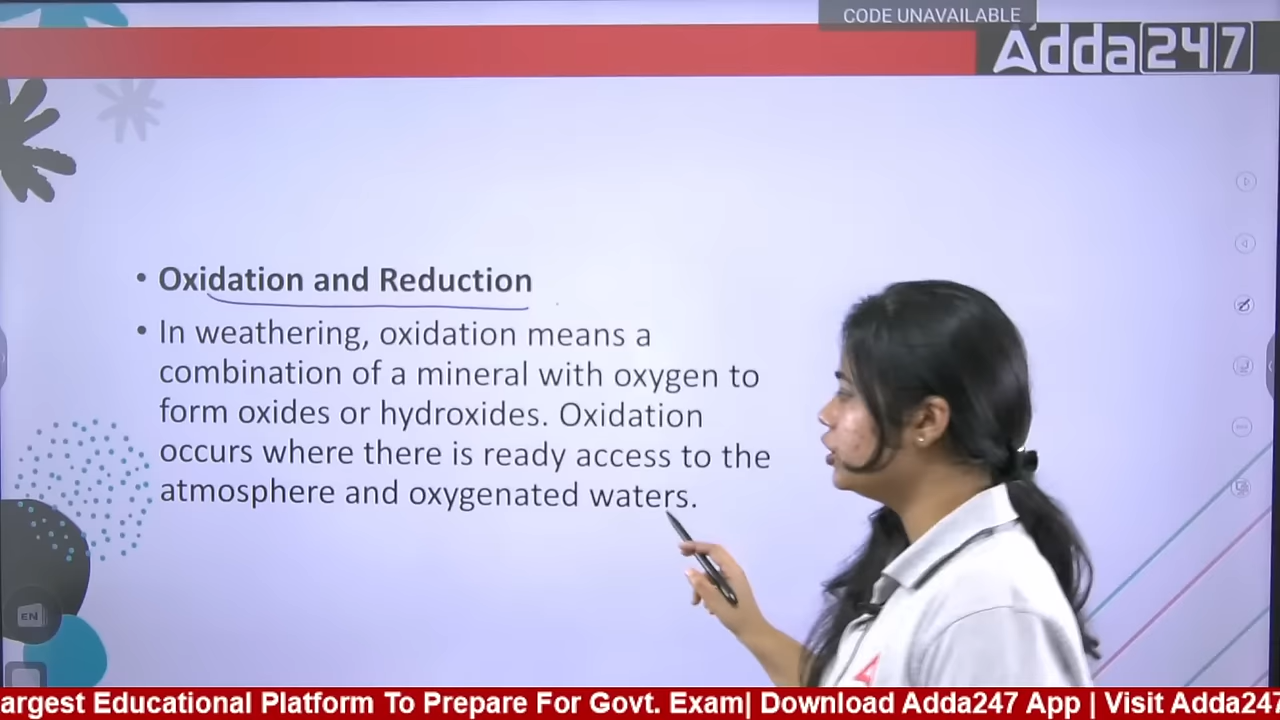 CODE UNAVAILABLE
Adda247
• Oxidation and Reduction
• In weathering, oxidation means a
combination of a mineral with oxygen to
form oxides or hydroxides. Oxidation
occurs where there is ready access to the
atmosphere and oxygenated waters.
EN
argest Educational Platform To Prepare For Govt. Exam| Download Adda247 App | Visit Adda247